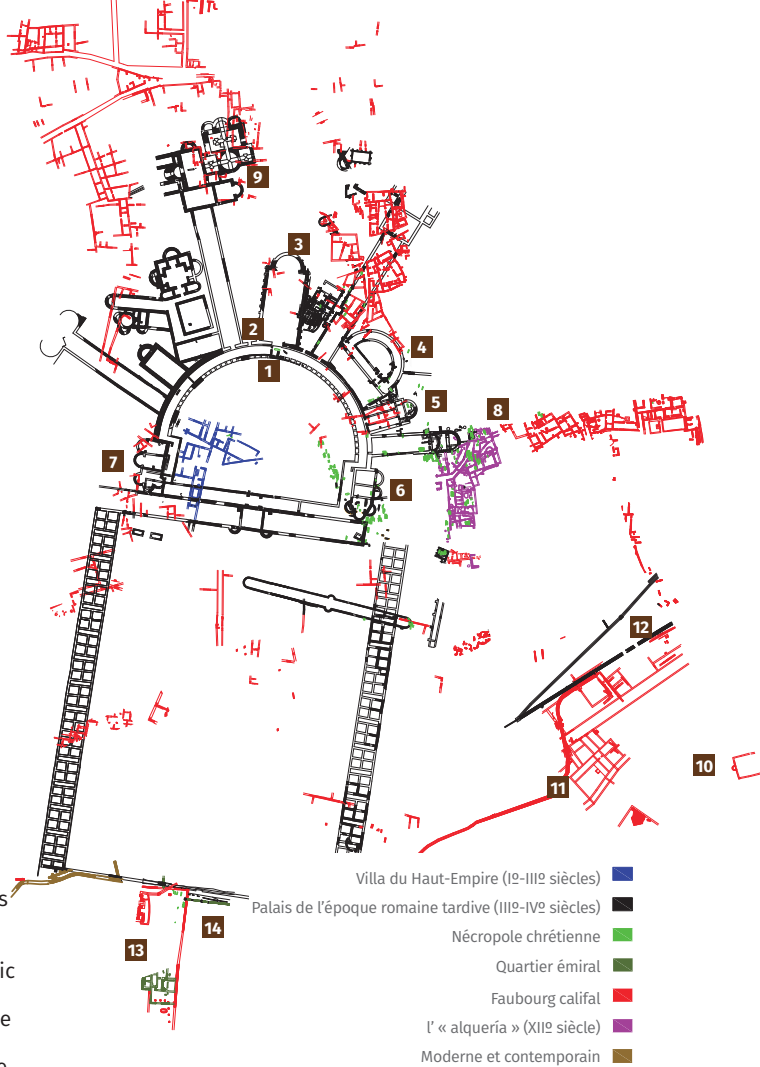 9
3
2
4
1
5
8
7
6
12
10
11
s
14
13
ic
e
e
Villa du Haut-Empire (Iº-IIIº siècles)
Palais de l’époque romaine tardive (IIIº-IVº siècles)
Nécropole chrétienne
Quartier émiral
Faubourg califal
l’ « alquería » (XIIº siècle)
Moderne et contemporain